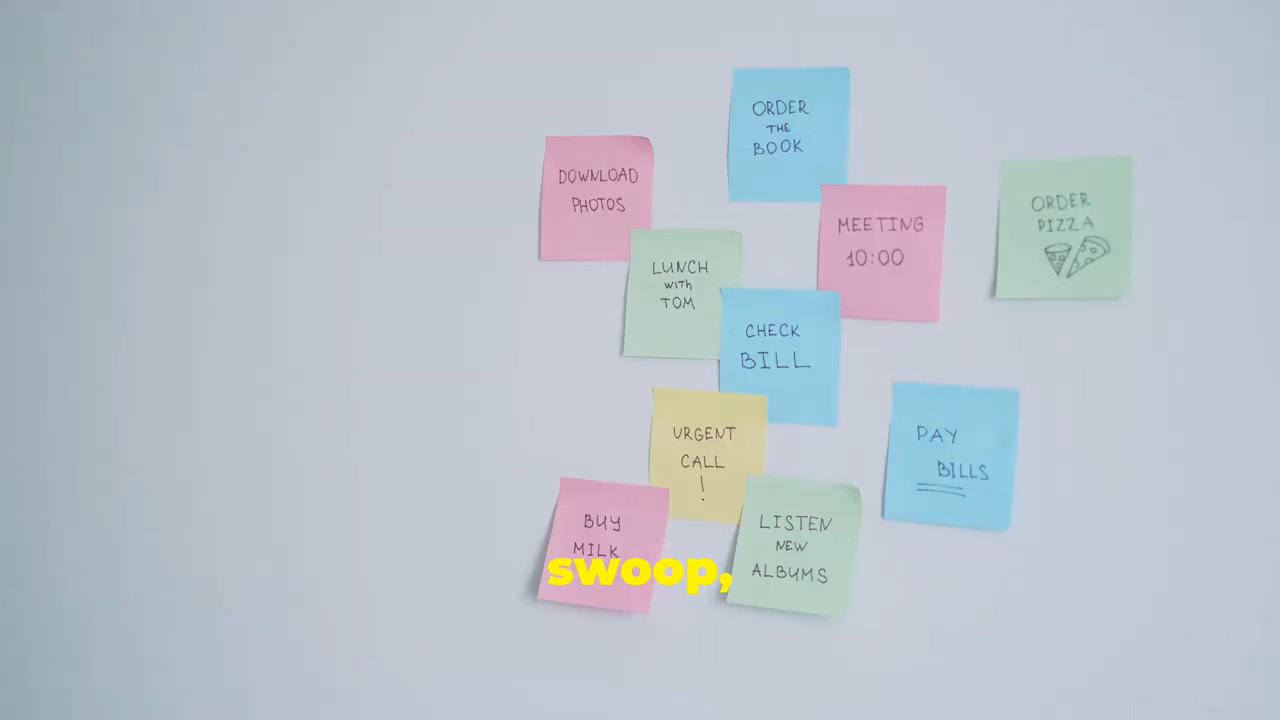 ORDER
THE
BOOK
DOWNLOAD
PHOTOS
MEETING
10:00
ORDER
PIZZA
LUNCH
WITH
TOM
CHECK
BILL
URGENT
CALL
!
PAY
BILLS
BUY
MILK
LISTEN
NEW
ALBUMS
swoop,